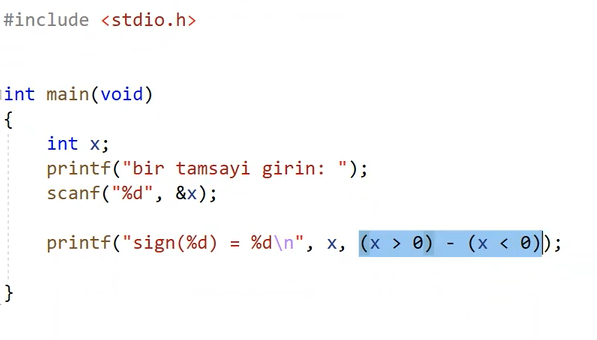 #include <stdio.h>
int main(void)
{
int x;
printf("bir tamsayi girin: ");
scanf("%d", &x);
printf("sign(%d) = %d\n", x, (x > 0) - (x < 0));
}